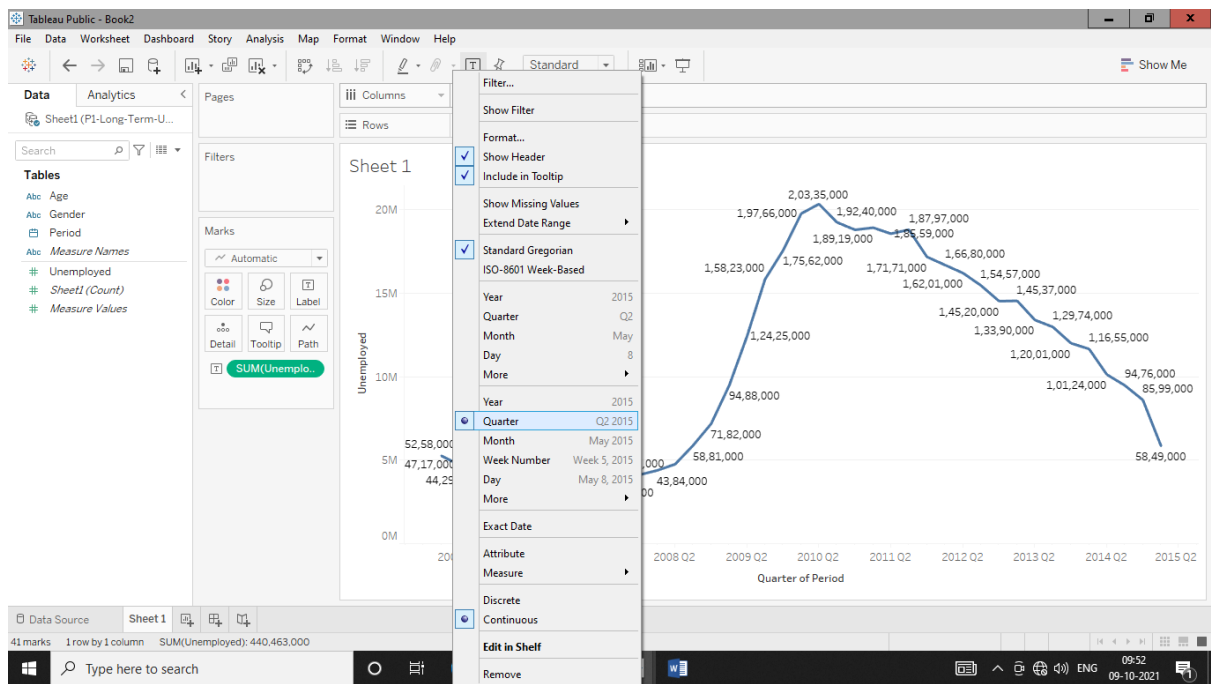 Tableau Public - Book2
File Data Worksheet Dashboard Story Analysis Map Format Window Help
Standard
Show Me
Data Analytics
Sheet1 (P1-Long-Term-U...
Search
Tables
Abc Age
Abc Gender
Period
Abc Measure Names
# Unemployed
# Sheet1 (Count)
# Measure Values
Pages
Filters
Marks
Automatic
Color Size Label
Detail Tooltip Path
SUM(Unemplo..
Columns
Rows
Sheet 1
Filter...
Show Filter
Format...
Show Header
Include in Tooltip
Show Missing Values
Extend Date Range
Standard Gregorian
ISO-8601 Week-Based
Year 2015
Quarter Q2
Month May
Day 8
More
Year 2015
Quarter Q2 2015
Month May 2015
Week Number Week 5, 2015
Day May 8, 2015
More
Exact Date
Attribute
Measure
Discrete
Continuous
Edit in Shelf
Remove
Unemployed
20M
15M
10M
5M
0M
52,58,000
47,17,000
44,29
,000
00
43,84,000
58,81,000
71,82,000
94,88,000
1,24,25,000
1,58,23,000
1,75,62,000
1,97,66,000
2,03,35,000
1,92,40,000
1,89,19,000
1,85,59,000
1,87,97,000
1,71,71,000
1,66,80,000
1,62,01,000
1,54,57,000
1,45,20,000
1,45,37,000
1,33,90,000
1,29,74,000
1,20,01,000
1,16,55,000
1,01,24,000
94,76,000
85,99,000
58,49,000
200
2008 Q2 2009 Q2 2010 Q2 2011 Q2 2012 Q2 2013 Q2 2014 Q2 2015 Q2
Quarter of Period
Data Source Sheet 1
41 marks 1 row by 1 column SUM(Unemployed): 440,463,000
Type here to search
ENG
09:52
09-10-2021